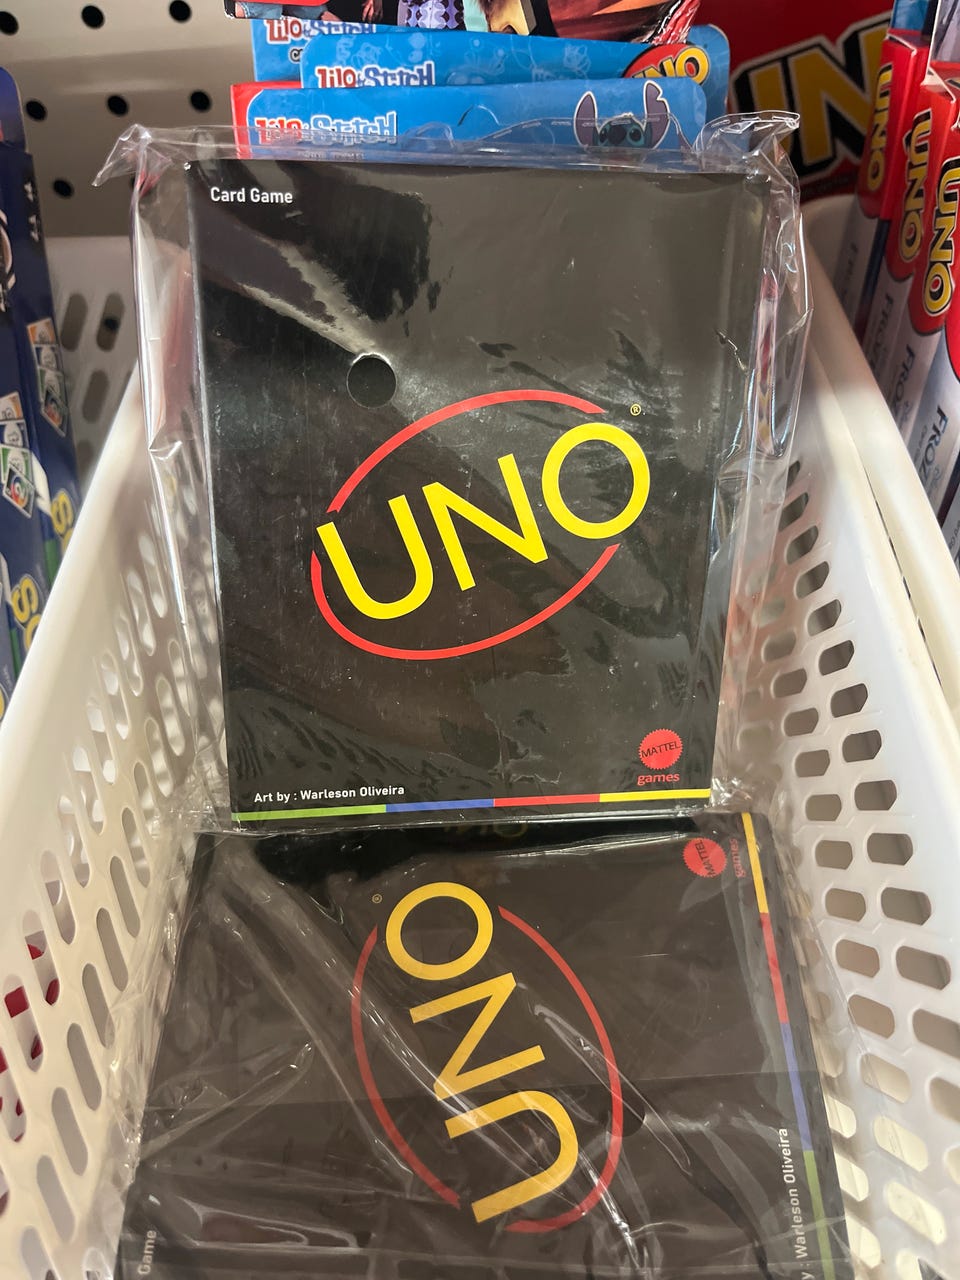 Lilo & Stitch
Lilo & Stitch
UNO
Lilo & Stitch
UNO
UNO
UNO
UNO
Card Game
UNO
®
MATTEL
games
Art by : Warleson Oliveira
UNO
®
MATTEL
games
Warleson Oliveira
Game